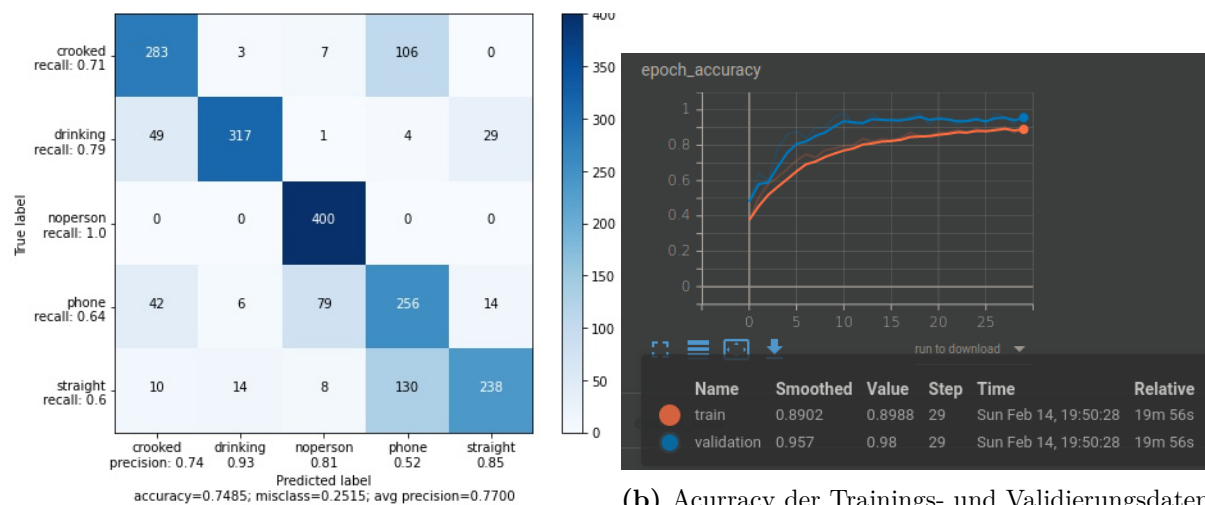 400
crooked
recall: 0.71
283 3 7 106 0
350
drinking
recall: 0.79
49 317 1 4 29
300
250
noperson
recall: 1.0
0 0 400 0 0
200
150
phone
recall: 0.64
42 6 79 256 14
100
straight
recall: 0.6
10 14 8 130 238
50
0
True label
crooked drinking noperson phone straight
precision: 0.74 0.93 0.81 0.52 0.85
Predicted label
accuracy=0.7485; misclass=0.2515; avg precision=0.7700
epoch_accuracy
1
0.8
0.6
0.4
0.2
0
0 5 10 15 20 25
run to download
Name Smoothed Value Step Time Relative
train 0.8902 0.8988 29 Sun Feb 14, 19:50:28 19m 56s
validation 0.957 0.98 29 Sun Feb 14, 19:50:28 19m 56s
(b) Acurracy der Trainings- und Validierungsdaten